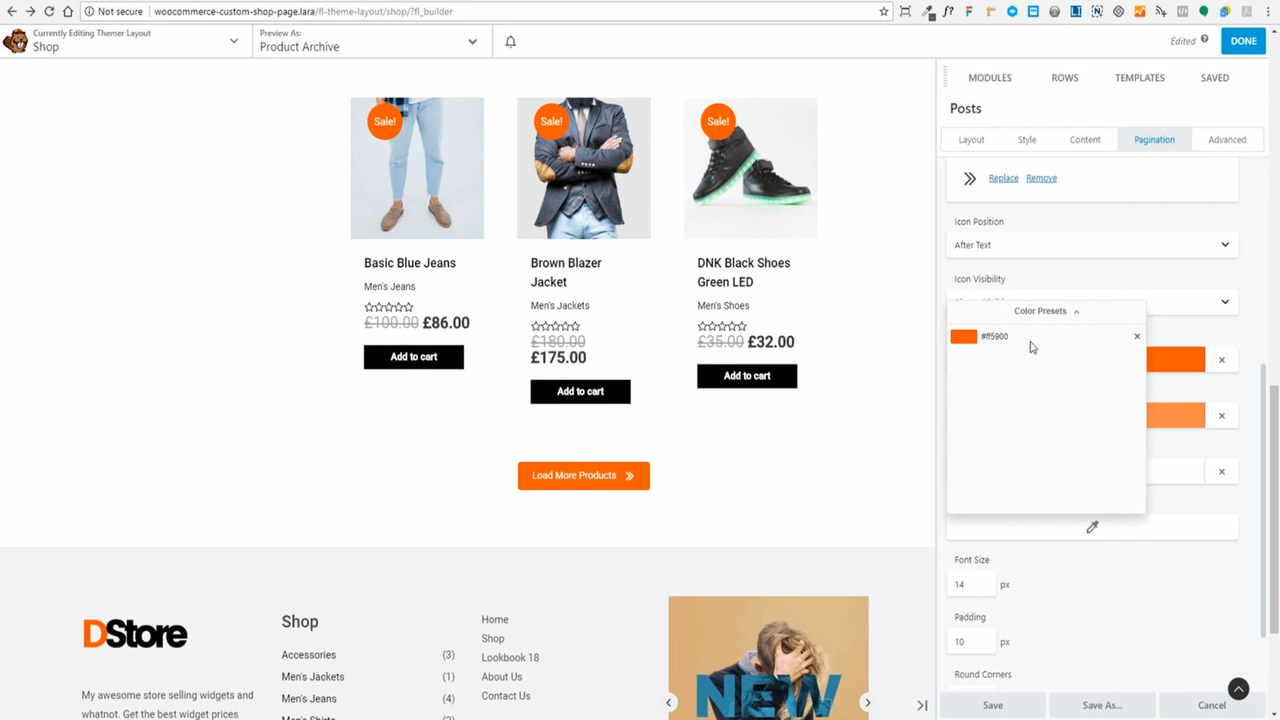 Not secure | woocommerce-custom-shop-page.lara/fl-theme-layout/shop/?fl_builder
Currently Editing Themer Layout
Shop
Preview As:
Product Archive
Edited
DONE
MODULES
ROWS
TEMPLATES
SAVED
Posts
Layout
Style
Content
Pagination
Advanced
Replace
Remove
Icon Position
After Text
Icon Visibility
Color Presets
#ff5900
Font Size
14
px
Padding
10
px
Round Corners
Save
Save As...
Cancel
Sale!
Sale!
Sale!
Basic Blue Jeans
Men's Jeans
£100.00 £86.00
Add to cart
Brown Blazer
Jacket
Men's Jackets
£180.00
£175.00
Add to cart
DNK Black Shoes
Green LED
Men's Shoes
£35.00 £32.00
Add to cart
Load More Products
DStore
My awesome store selling widgets and
whatnot. Get the best widget prices
Shop
Accessories (3)
Men's Jackets (1)
Men's Jeans (4)
Home
Shop
Lookbook 18
About Us
Contact Us
NEW